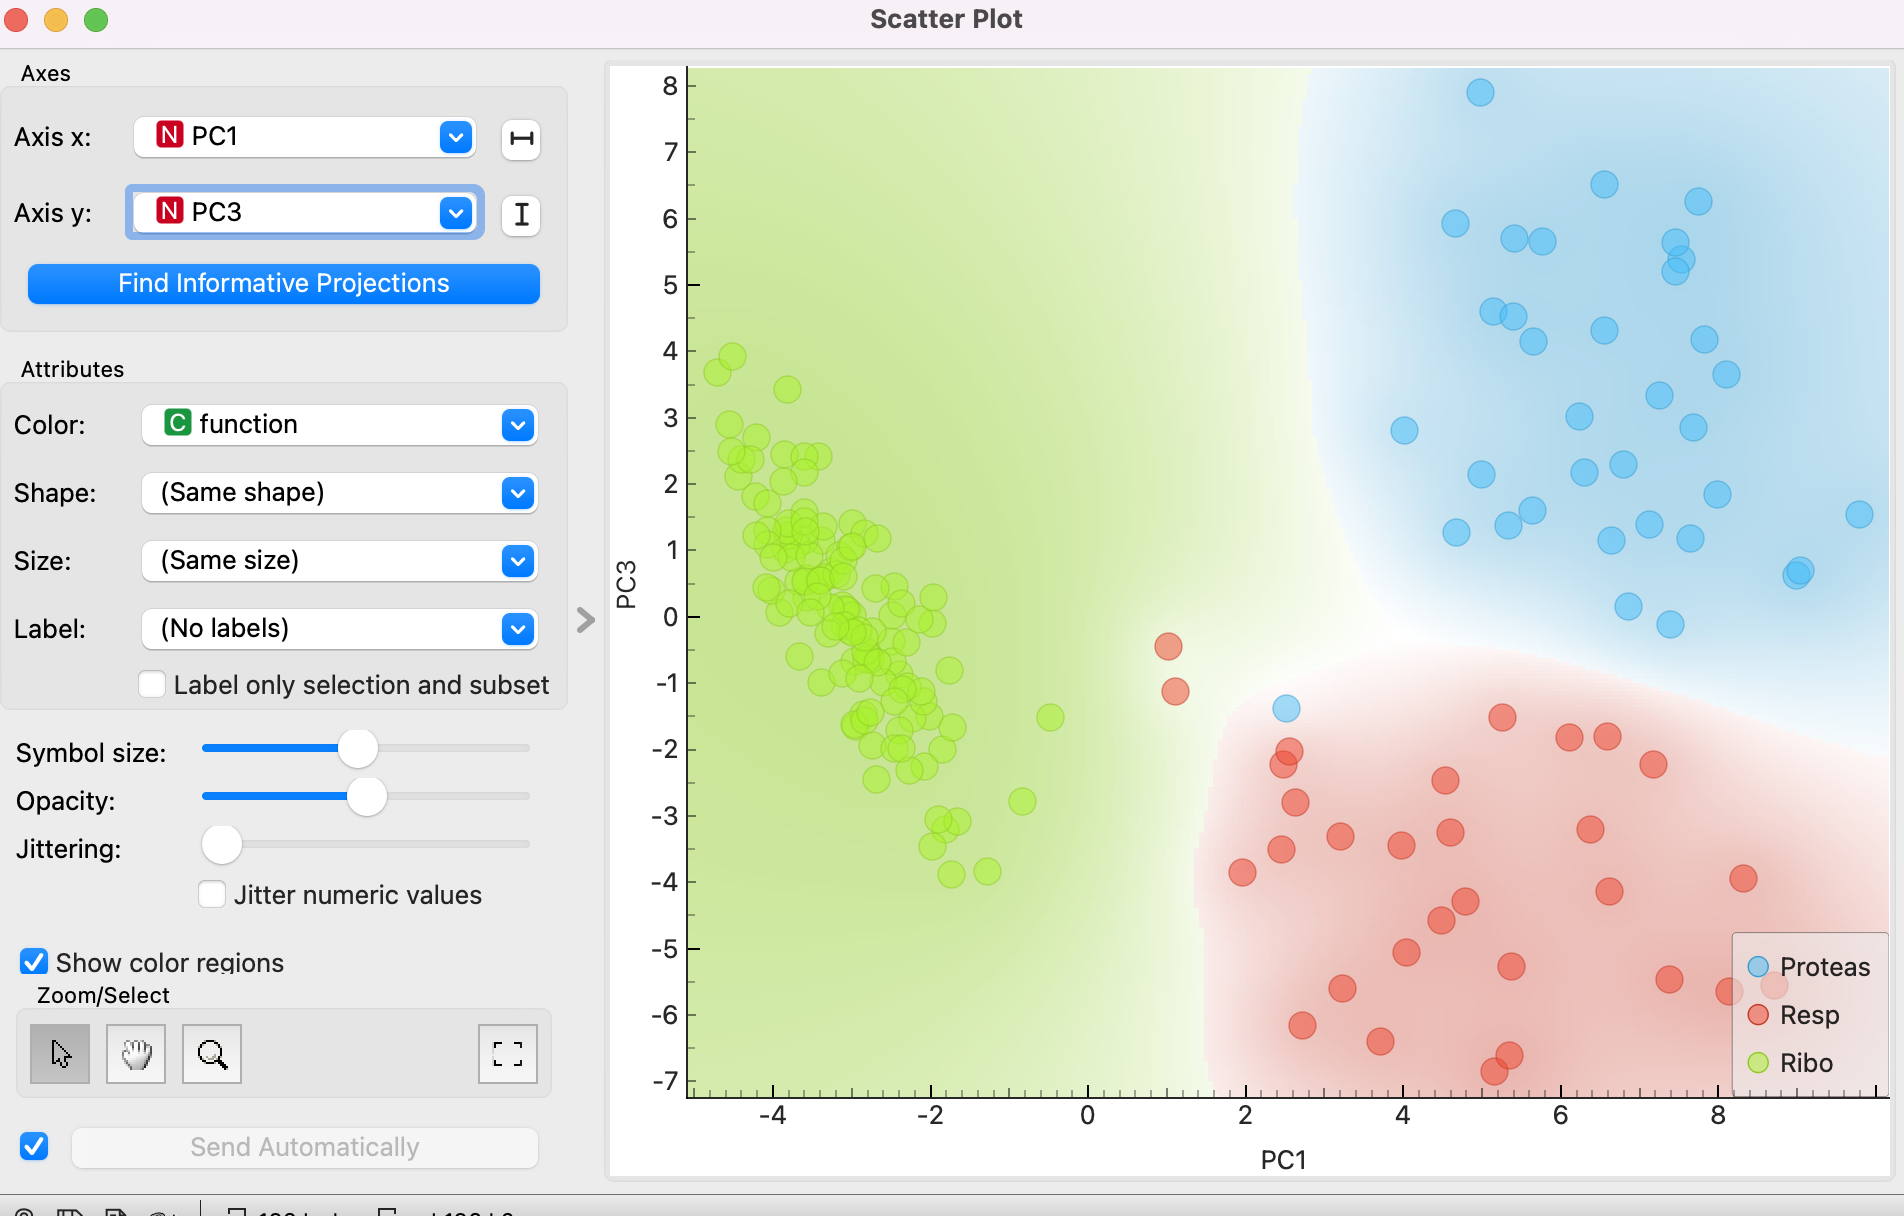 Scatter Plot
Axes
Axis x:
N PC1
Axis y:
N PC3
Find Informative Projections
Attributes
Color:
C function
Shape:
(Same shape)
Size:
(Same size)
Label:
(No labels)
Label only selection and subset
Symbol size:
Opacity:
Jittering:
Jitter numeric values
Show color regions
Zoom/Select
Send Automatically
8
7
6
5
4
3
2
1
0
-1
-2
-3
-4
-5
-6
-7
PC3
-4
-2
0
2
4
6
8
PC1
Proteas
Resp
Ribo